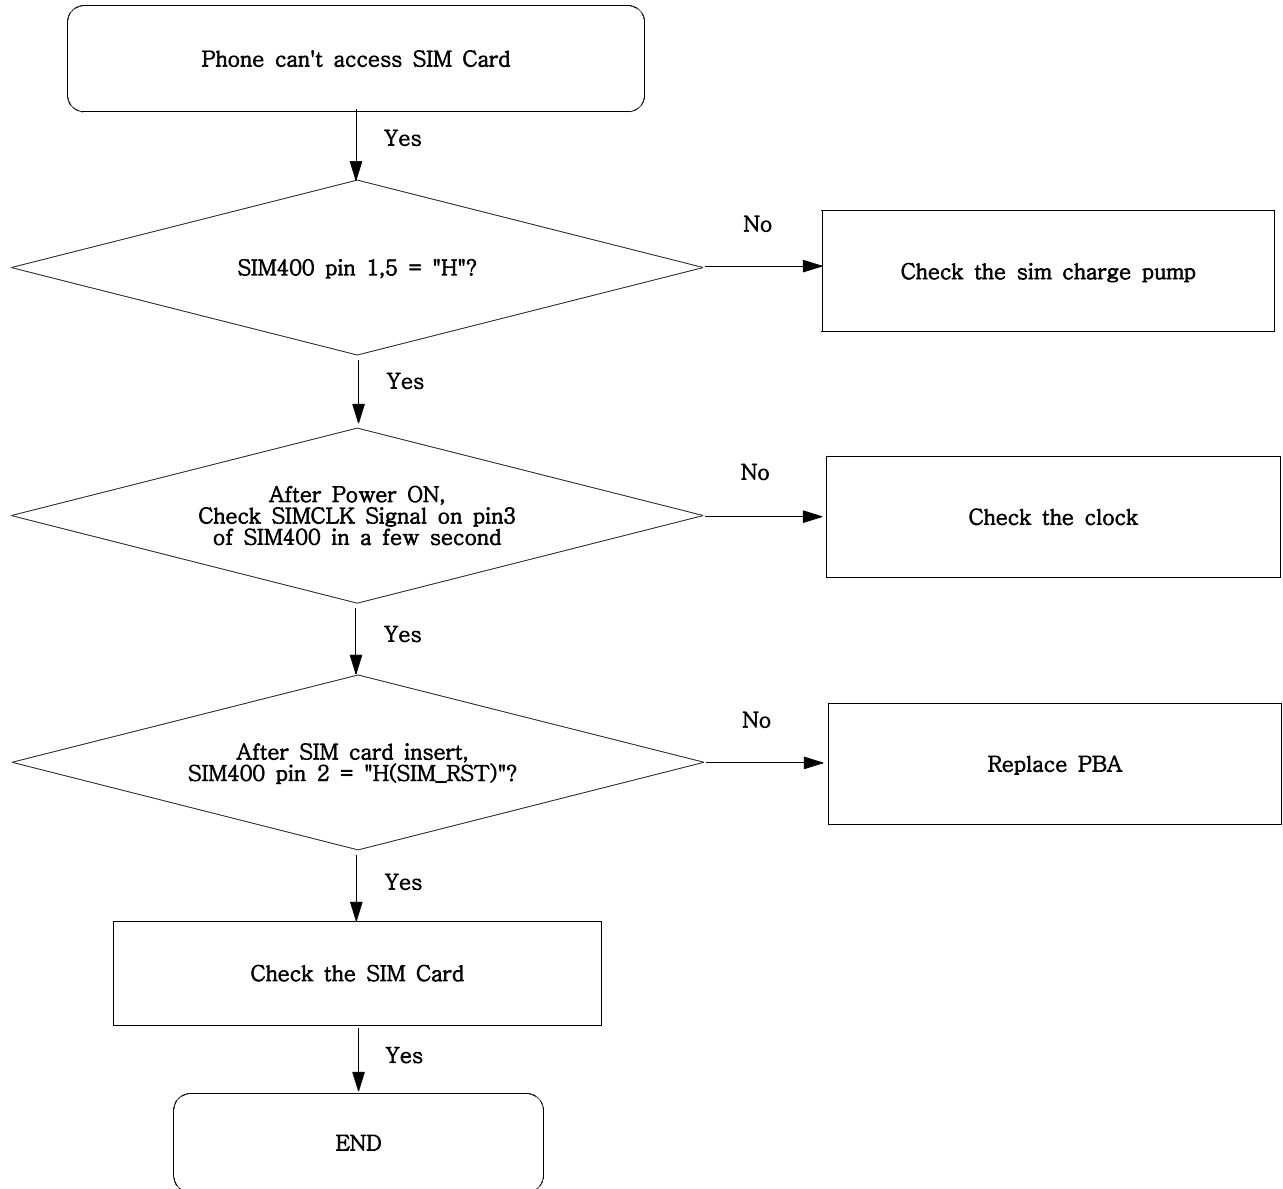 Phone can't access SIM Card
Yes
SIM400 pin 1,5 = "H"?
No
Check the sim charge pump
Yes
After Power ON,
Check SIMCLK Signal on pin3
of SIM400 in a few second
No
Check the clock
Yes
After SIM card insert,
SIM400 pin 2 = "H(SIM_RST)"?
No
Replace PBA
Yes
Check the SIM Card
Yes
END